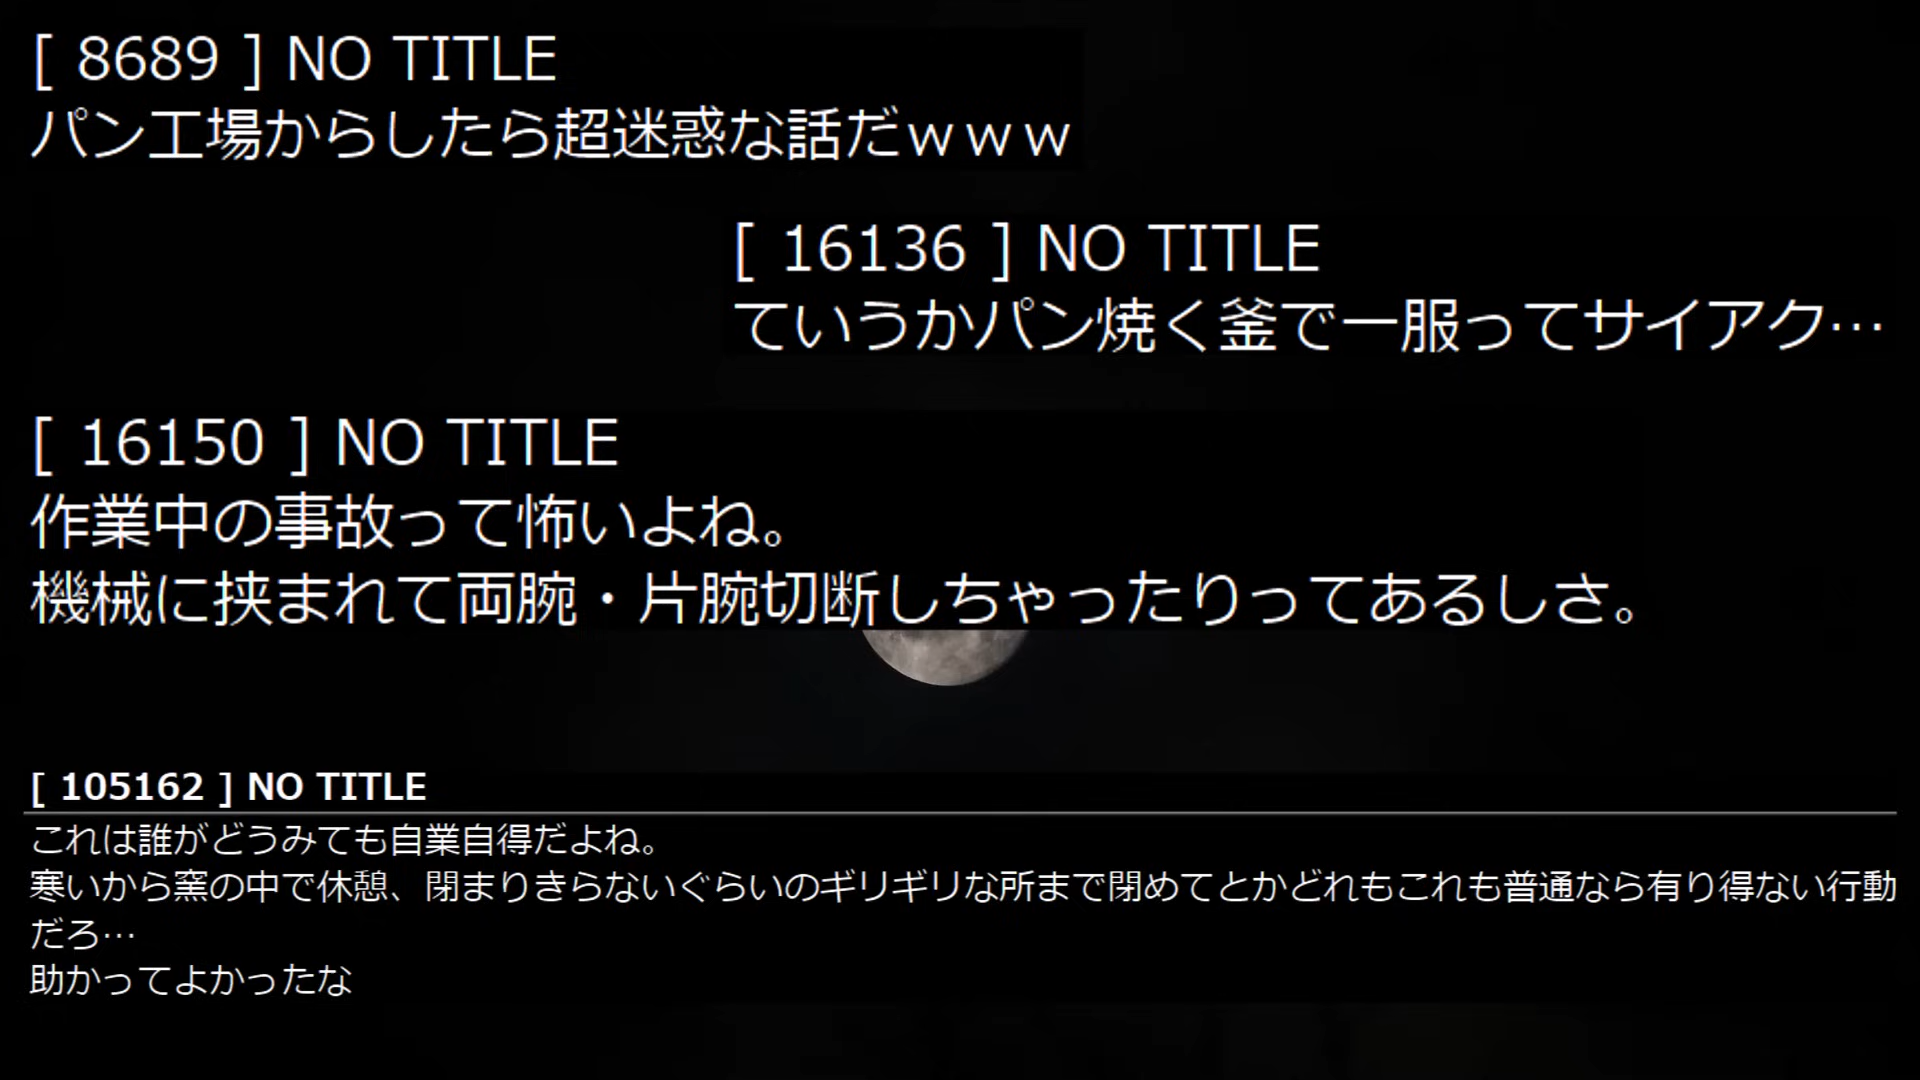 [ 8689 ] NO TITLE
パン工場からしたら超迷惑な話だｗｗｗ
[ 16136 ] NO TITLE
ていうかパン焼く釜で一服ってサイアク…
[ 16150 ] NO TITLE
作業中の事故って怖いよね。
機械に挟まれて両腕・片腕切断しちゃったりってあるしさ。
[ 105162 ] NO TITLE
これは誰がどうみても自業自得だよね。
寒いから窯の中で休憩、閉まりきらないぐらいのギリギリな所まで閉めてとかどれもこれも普通なら有り得ない行動
だろ…
助かってよかったな